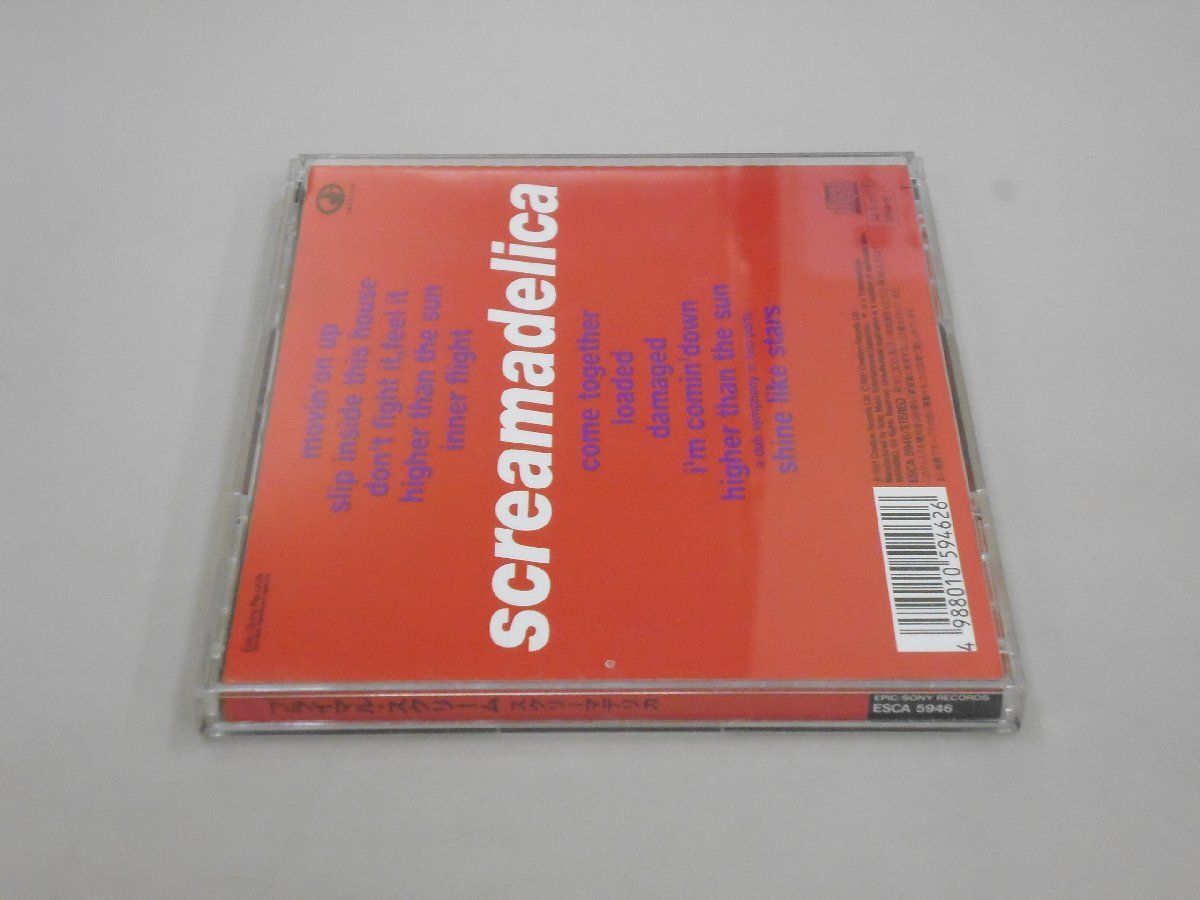 movin'on up
slip inside this house
don't fight it,feel it
higher than the sun
inner flight
screamadelica
come together
loaded
damaged
i'm comin'down
higher than the sun
a dub symphony in two parts.
shine like stars
ESCA 5946/STEREO
4 988010 594626
プライマル・スクリーム スクリーマデリカ
EPIC/SONY RECORDS
ESCA 5946